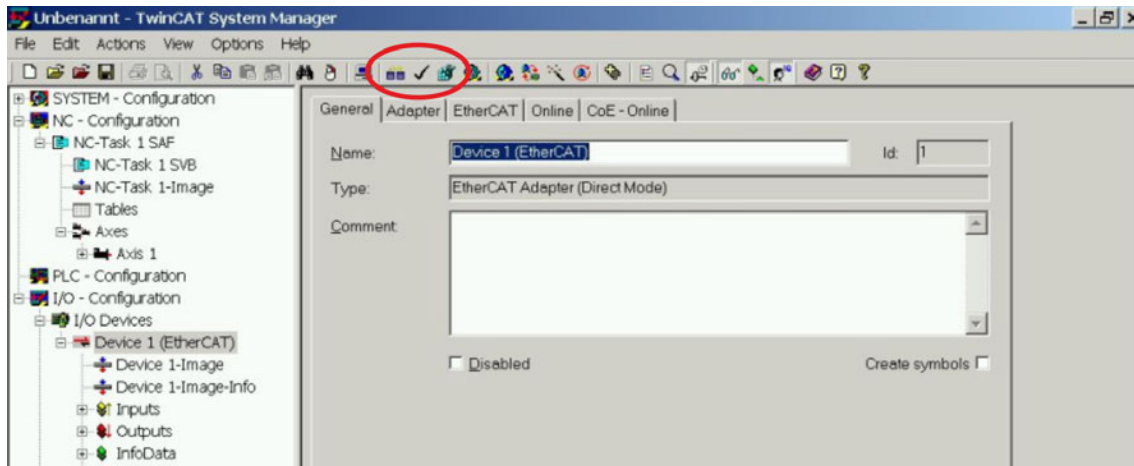 Unbenannt - TwinCAT System Manager
File Edit Actions View Options Help
SYSTEM - Configuration
NC - Configuration
NC-Task 1 SAF
NC-Task 1 SVB
NC-Task 1-Image
Tables
Axes
Axis 1
PLC - Configuration
I/O - Configuration
I/O Devices
Device 1 (EtherCAT)
Device 1-Image
Device 1-Image-Info
Inputs
Outputs
InfoData
General Adapter EtherCAT Online CoE - Online
Name: Device 1 (EtherCAT) Id: 1
Type: EtherCAT Adapter (Direct Mode)
Comment:
Disabled Create symbols